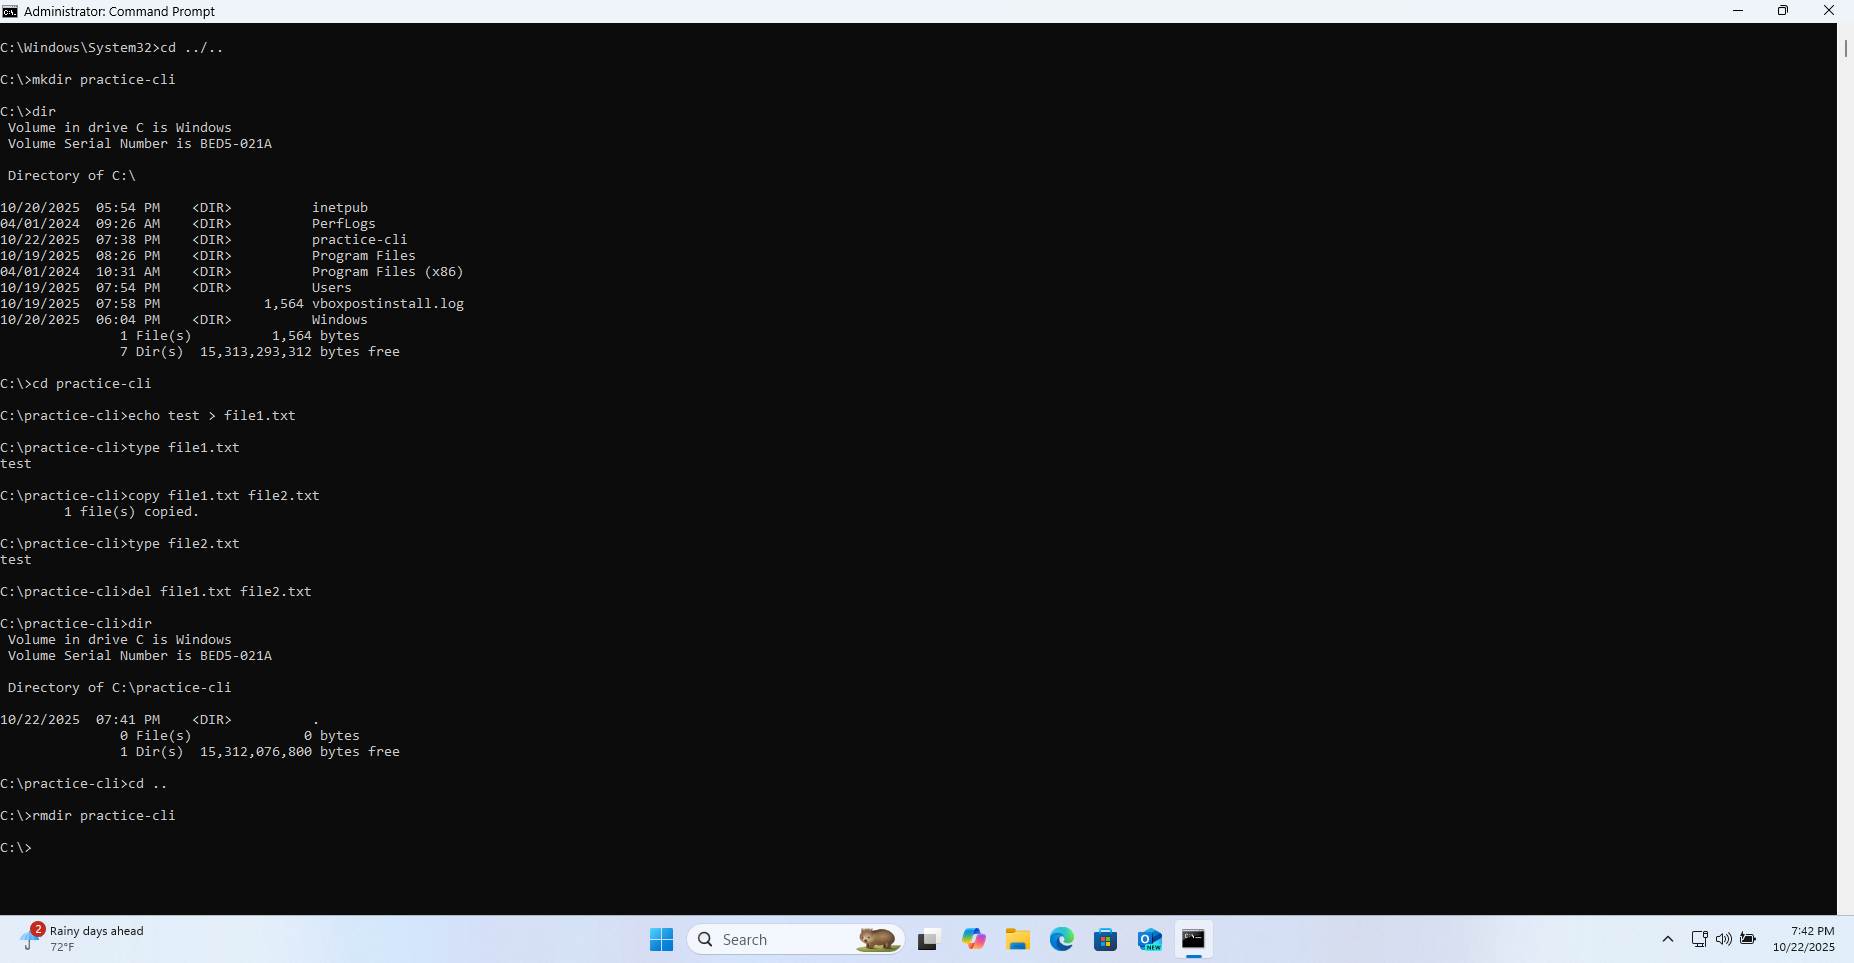 Administrator: Command Prompt
C:\Windows\System32>cd ../..
C:\>mkdir practice-cli
C:\>dir
Volume in drive C is Windows
Volume Serial Number is BED5-021A
Directory of C:\
10/20/2025  05:54 PM    <DIR>          inetpub
04/01/2024  09:26 AM    <DIR>          PerfLogs
10/22/2025  07:38 PM    <DIR>          practice-cli
10/19/2025  08:26 PM    <DIR>          Program Files
04/01/2024  10:31 AM    <DIR>          Program Files (x86)
10/19/2025  07:54 PM    <DIR>          Users
10/19/2025  07:58 PM             1,564 vboxpostinstall.log
10/20/2025  06:04 PM    <DIR>          Windows
1 File(s)          1,564 bytes
7 Dir(s)  15,313,293,312 bytes free
C:\>cd practice-cli
C:\practice-cli>echo test > file1.txt
C:\practice-cli>type file1.txt
test
C:\practice-cli>copy file1.txt file2.txt
1 file(s) copied.
C:\practice-cli>type file2.txt
test
C:\practice-cli>del file1.txt file2.txt
C:\practice-cli>dir
Volume in drive C is Windows
Volume Serial Number is BED5-021A
Directory of C:\practice-cli
10/22/2025  07:41 PM    <DIR>          .
0 File(s)              0 bytes
1 Dir(s)  15,312,076,800 bytes free
C:\practice-cli>cd ..
C:\>rmdir practice-cli
C:\>
2
Rainy days ahead
72°F
Search
NEW
7:42 PM
10/22/2025